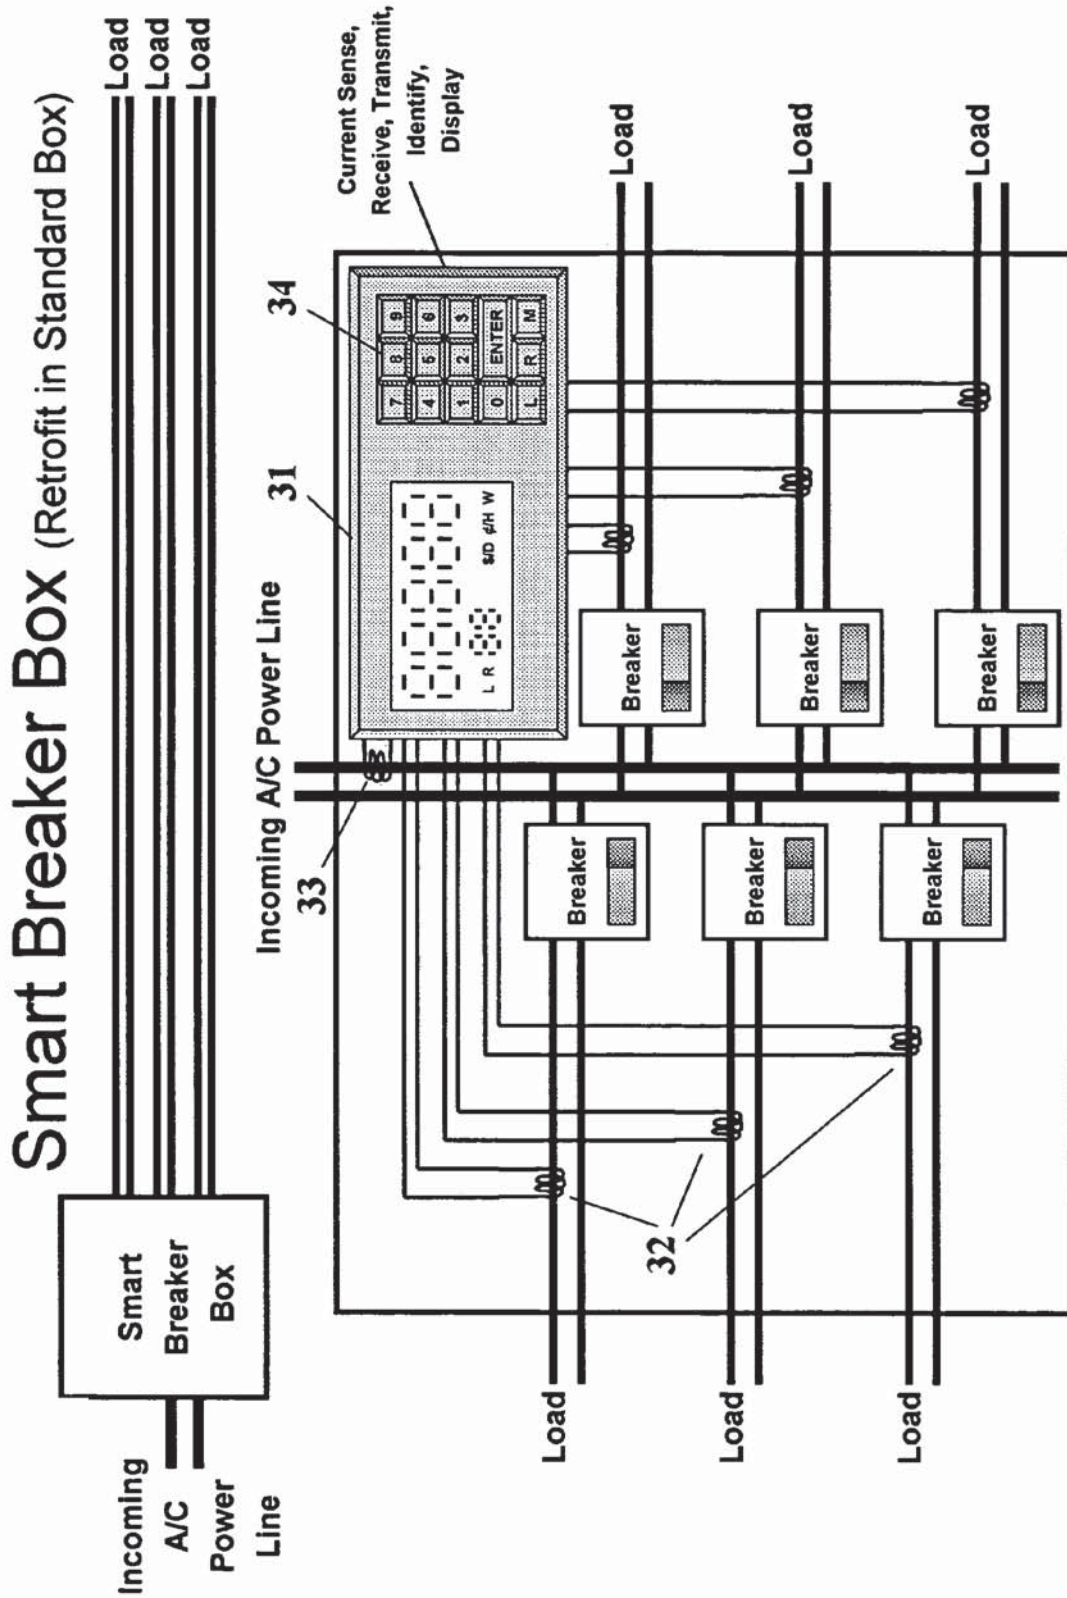 Smart Breaker Box (Retrofit in Standard Box)
Incoming
A/C
Power
Line
Smart
Breaker
Box
Load
Load
Load
Incoming A/C Power Line
33
31
34
Current Sense,
Receive, Transmit,
Identify,
Display
L R
$/D ¢/H W
7 8 9
4 5 6
1 2 3
0 ENTER
L R M
Breaker
Load
Breaker
Load
Breaker
Load
Load
Breaker
Load
Breaker
Load
Breaker
32